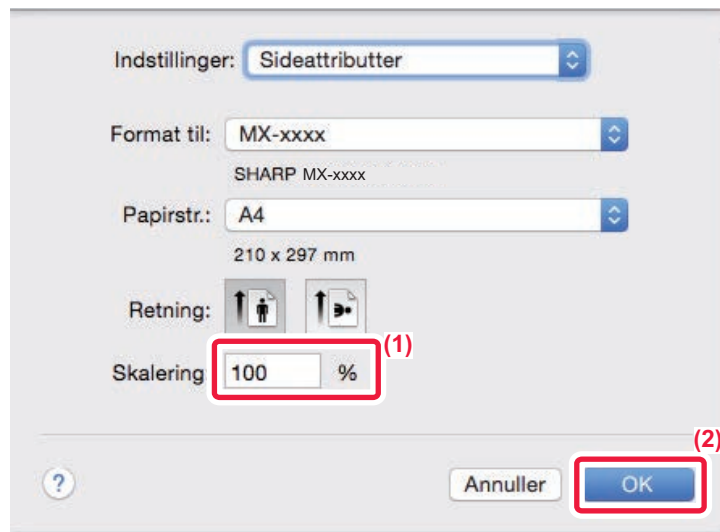 Indstillinger: Sideattributter
Format til: MX-xxxx
SHARP MX-xxxx
Papirstr.: A4
210 x 297 mm
Retning:
(1)
Skalering 100 %
(2)
? Annuller OK